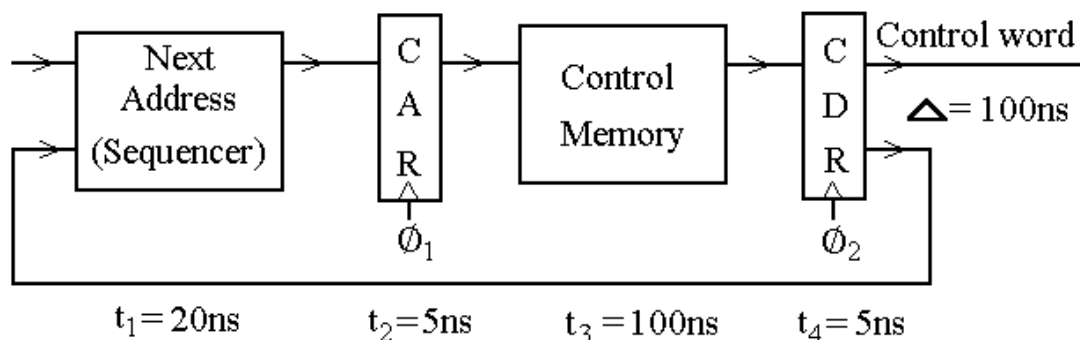 Next
Address
(Sequencer)
C
A
R
Ø₁
Control
Memory
C
D
R
Ø₂
Control word
Δ = 100ns
t₁ = 20ns
t₂ = 5ns
t₃ = 100ns
t₄ = 5ns